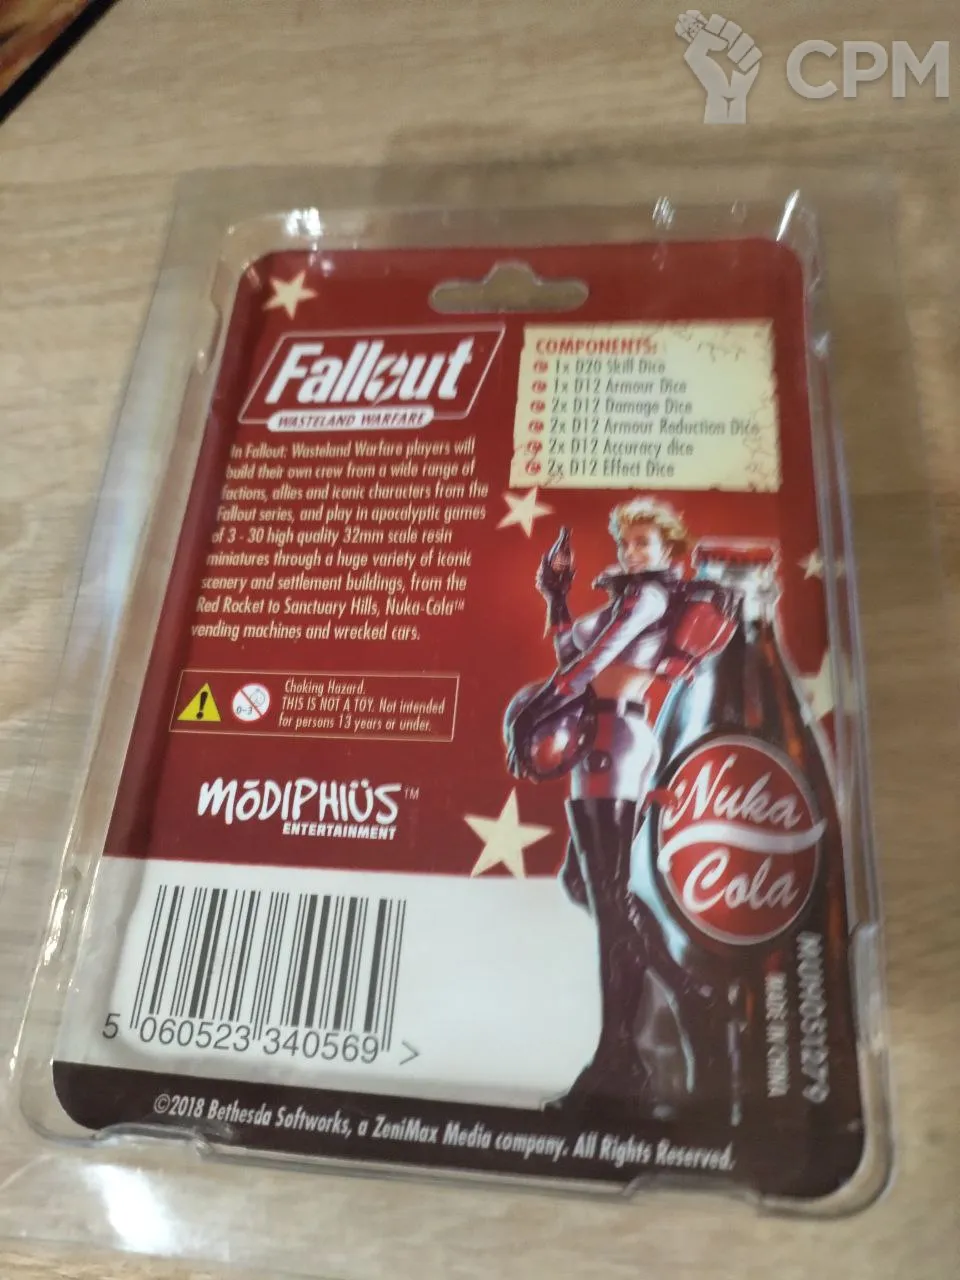 CPM
Fallout
WASTELAND WARFARE
In Fallout: Wasteland Warfare players will
build their own crew from a wide range of
factions, allies and iconic characters from the
Fallout series, and play in apocalyptic games
of 3 - 30 high quality 32mm scale resin
miniatures through a huge variety of iconic
scenery and settlement buildings, from the
Red Rocket to Sanctuary Hills, Nuka-Cola™
vending machines and wrecked cars.
COMPONENTS:
1x D20 Skill Dice
1x D12 Armour Dice
2x D12 Damage Dice
2x D12 Armour Reduction Dice
2x D12 Accuracy dice
2x D12 Effect Dice
0-3
Choking Hazard.
THIS IS NOT A TOY. Not intended
for persons 13 years or under.
MōDIPHIÜS™
ENTERTAINMENT
Nuka
Cola
MUH051279
MADE IN CHINA
5 060523 340569 >
©2018 Bethesda Softworks, a ZeniMax Media company. All Rights Reserved.